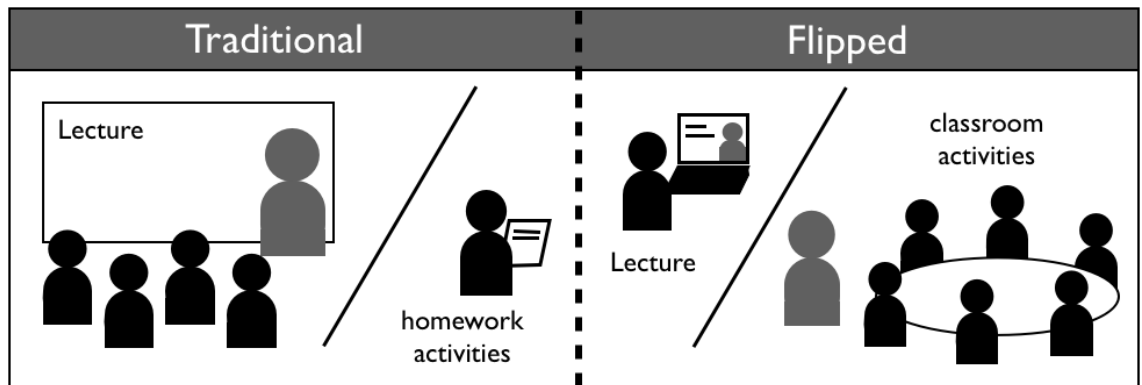 Traditional
Flipped
Lecture
homework
activities
Lecture
classroom
activities